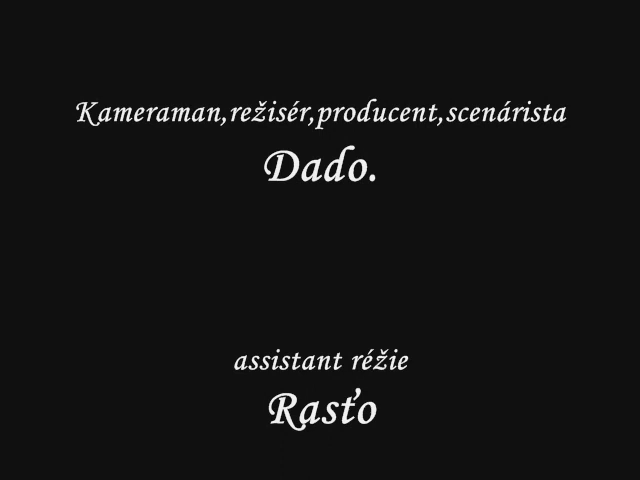 Kameraman,režisér,producent,scenárista
Dado.
assistant réžie
Rasťo